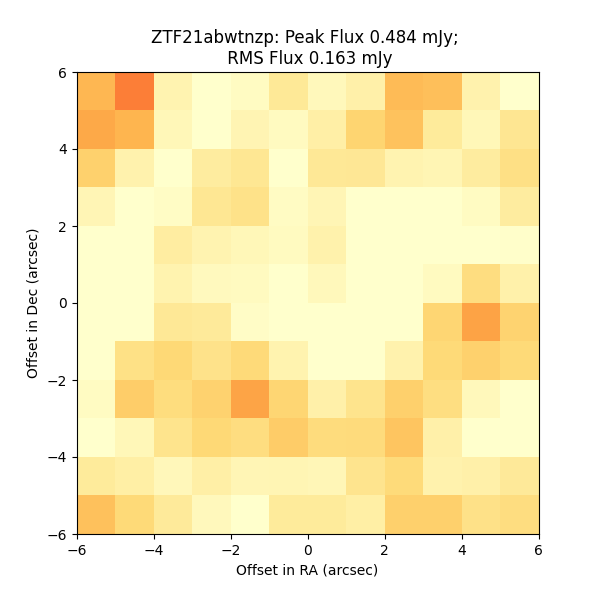 ZTF21abwtnzp: Peak Flux 0.484 mJy;
RMS Flux 0.163 mJy
6
4
2
0
−2
−4
−6
Offset in Dec (arcsec)
−6 −4 −2 0 2 4 6
Offset in RA (arcsec)